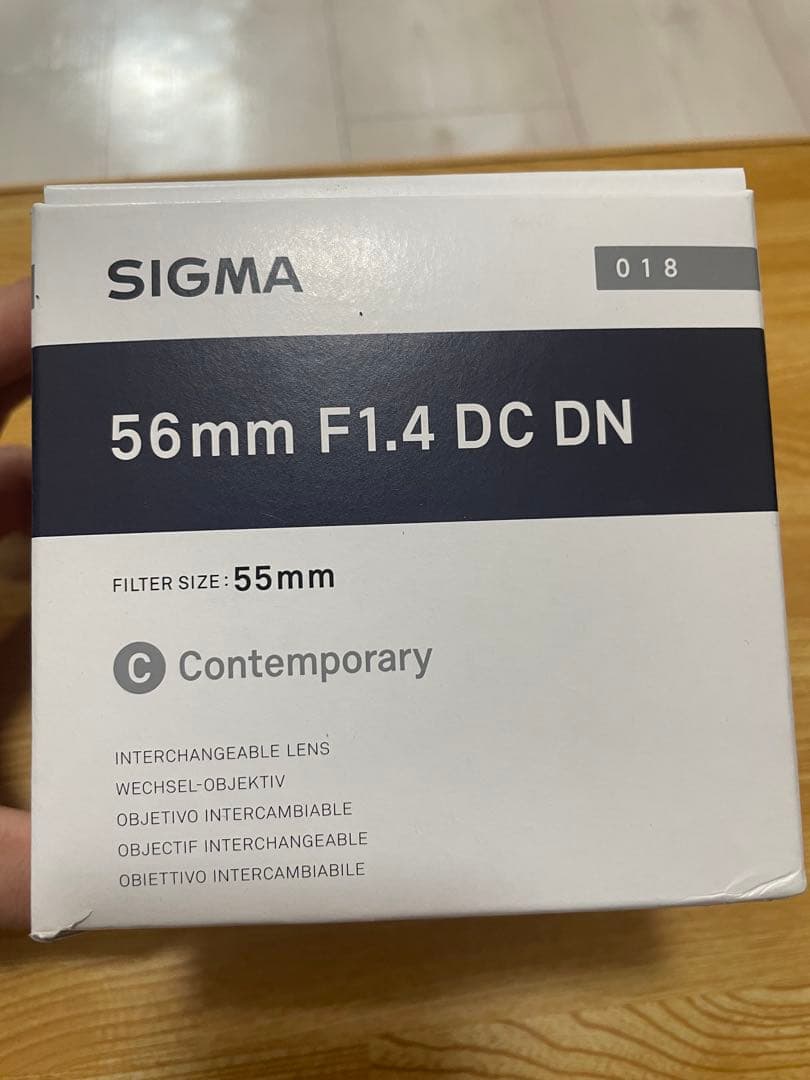 SIGMA
018
56mm F1.4 DC DN
FILTER SIZE: 55mm
C Contemporary
INTERCHANGEABLE LENS
WECHSEL-OBJEKTIV
OBJETIVO INTERCAMBIABLE
OBJECTIF INTERCHANGEABLE
OBIETTIVO INTERCAMBIABILE